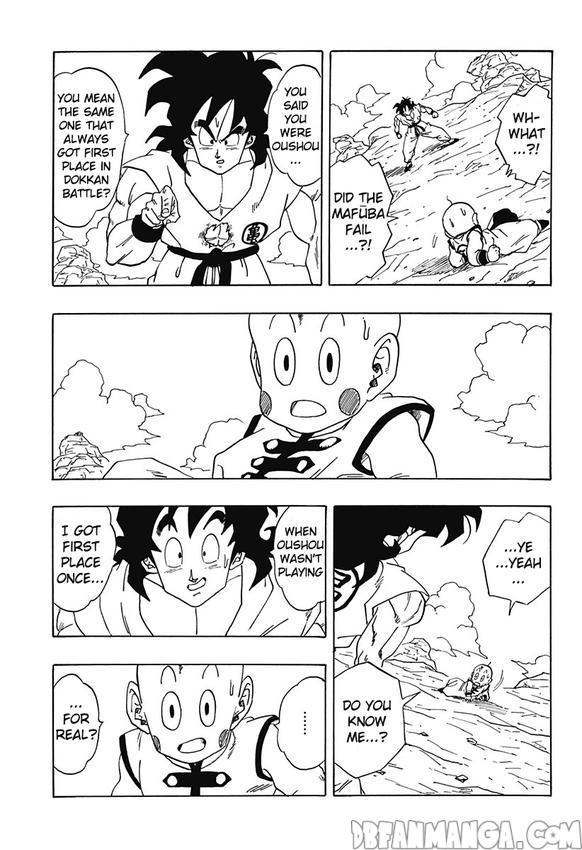 WH-
WHAT
...?!
DID THE
MAFŪBA
FAIL
...?!
YOU
SAID
YOU
WERE
OUSHOU
...
YOU MEAN
THE SAME
ONE THAT
ALWAYS
GOT FIRST
PLACE IN
DOKKAN
BATTLE?
...YE
...YEAH
...
DO YOU
KNOW
ME...?
WHEN
OUSHOU
WASN'T
PLAYING
I GOT
FIRST
PLACE
ONCE...
......
...
FOR
REAL?
亀
DBFANMANGA.COM